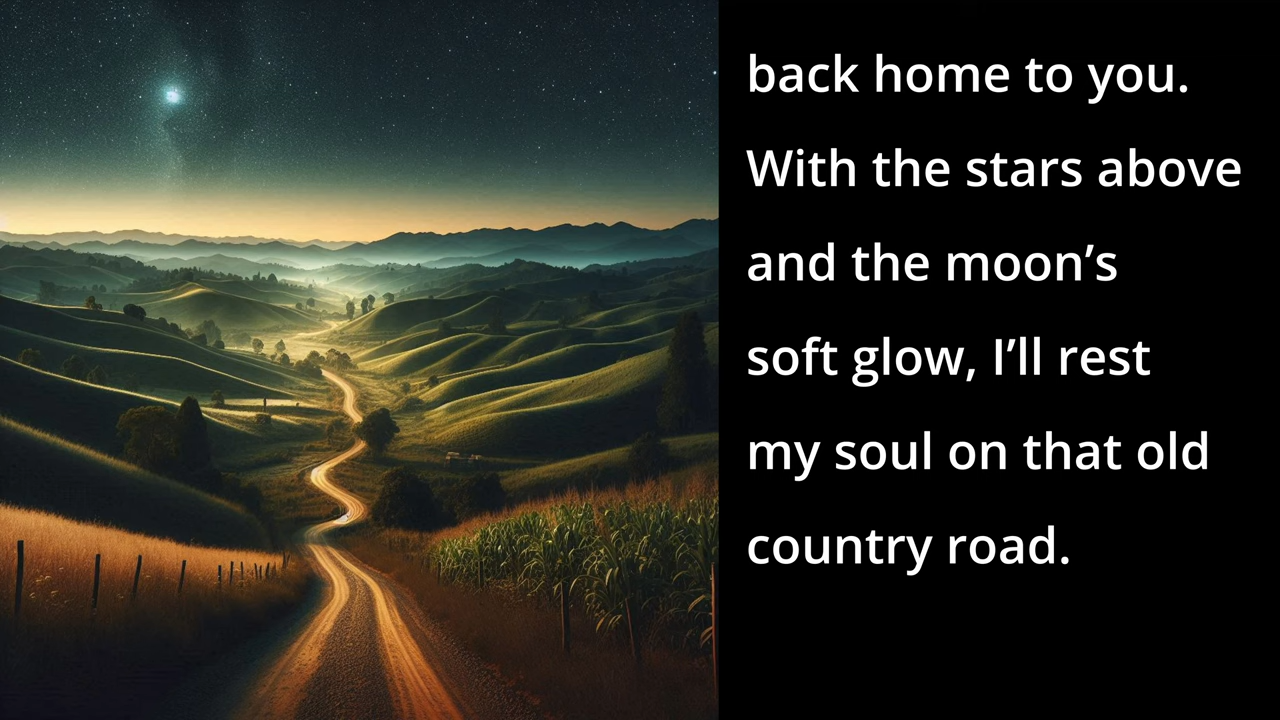 back home to you.
With the stars above
and the moon’s
soft glow, I’ll rest
my soul on that old
country road.